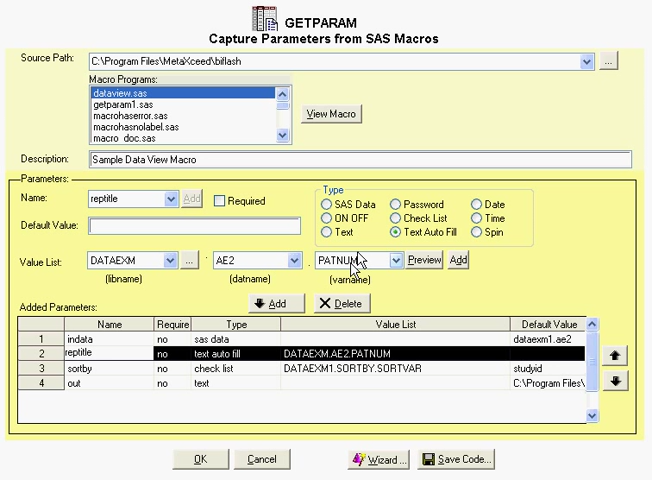 GETPARAM
Capture Parameters from SAS Macros
Source Path: C:\Program Files\MetaXceed\biflash ...
Macro Programs:
dataview.sas
getparam1.sas
macrohaserror.sas
macrohasnolabel.sas
macro_doc.sas
View Macro
Description: Sample Data View Macro
Parameters:
Name: reptitle Add Required
Default Value:
Type
SAS Data Password Date
ON OFF Check List Time
Text Text Auto Fill Spin
Value List: DATAEXM ... . AE2 . PATNUM Preview Add
(libname) (datname) (varname)
Add Delete
Added Parameters:
Name Require Type Value List Default Value
1 indata no sas data dataexm1.ae2
2 reptitle no text auto fill DATAEXM.AE2.PATNUM
3 sortby no check list DATAEXM1.SORTBY.SORTVAR studyid
4 out no text C:\Program Files\
OK Cancel Wizard ... Save Code...